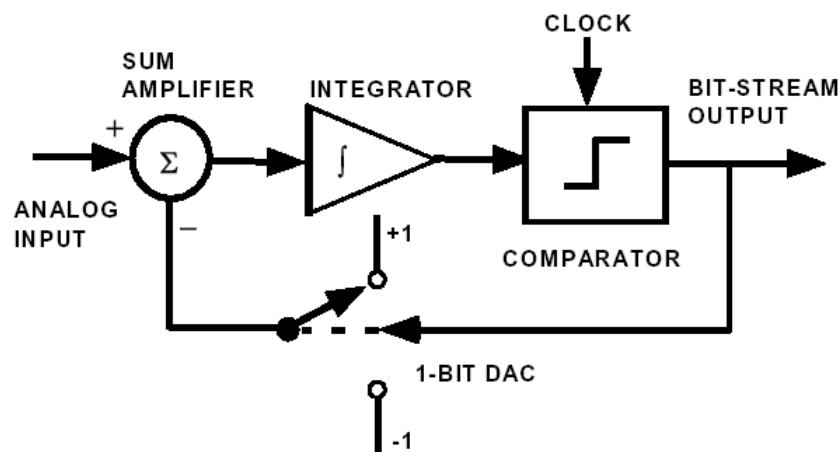 CLOCK
SUM
AMPLIFIER
INTEGRATOR
BIT-STREAM
OUTPUT
+
Σ
∫
ANALOG
INPUT
−
+1
COMPARATOR
1-BIT DAC
-1